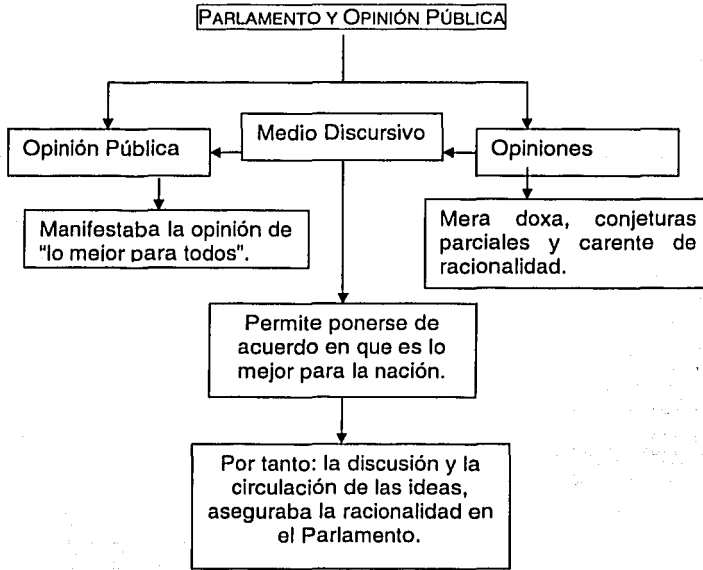 PARLAMENTO Y OPINIÓN PÚBLICA
Opinión Pública
Medio Discursivo
Opiniones
Manifestaba la opinión de
"lo mejor para todos".
Mera doxa, conjeturas
parciales y carente de
racionalidad.
Permite ponerse de
acuerdo en que es lo
mejor para la nación.
Por tanto: la discusión y la
circulación de las ideas,
aseguraba la racionalidad en
el Parlamento.